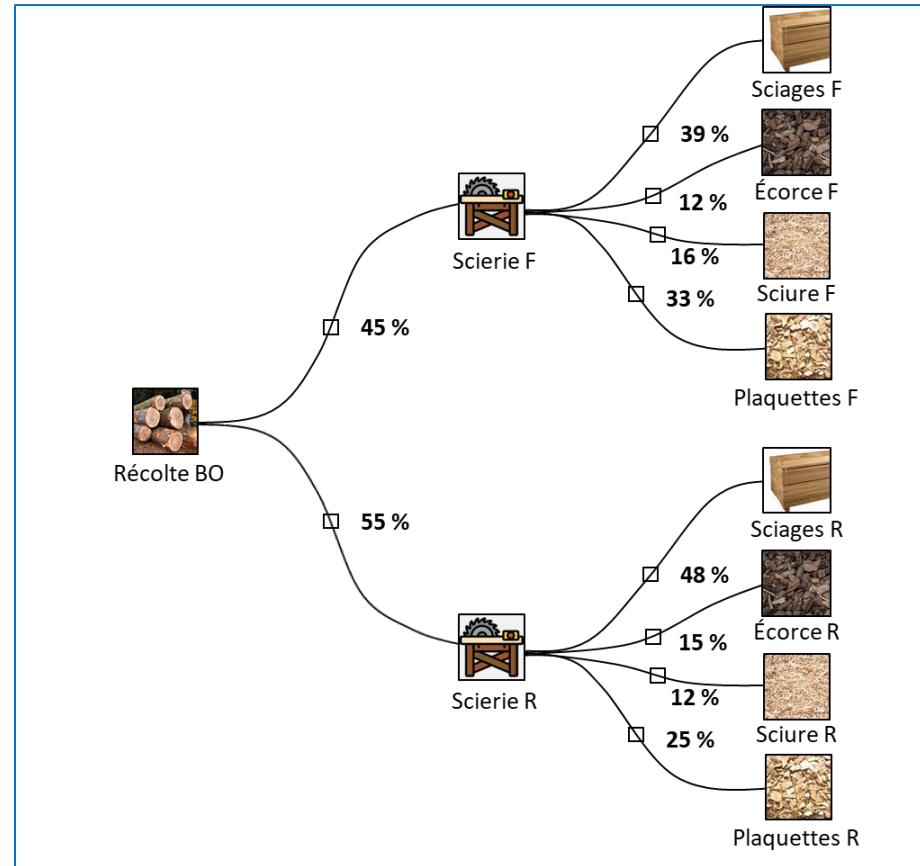 Sciages F
39 %
Écorce F
12 %
Scierie F
16 %
Sciure F
33 %
45 %
Plaquettes F
Récolte BO
55 %
Sciages R
48 %
Écorce R
15 %
Scierie R
12 %
Sciure R
25 %
Plaquettes R